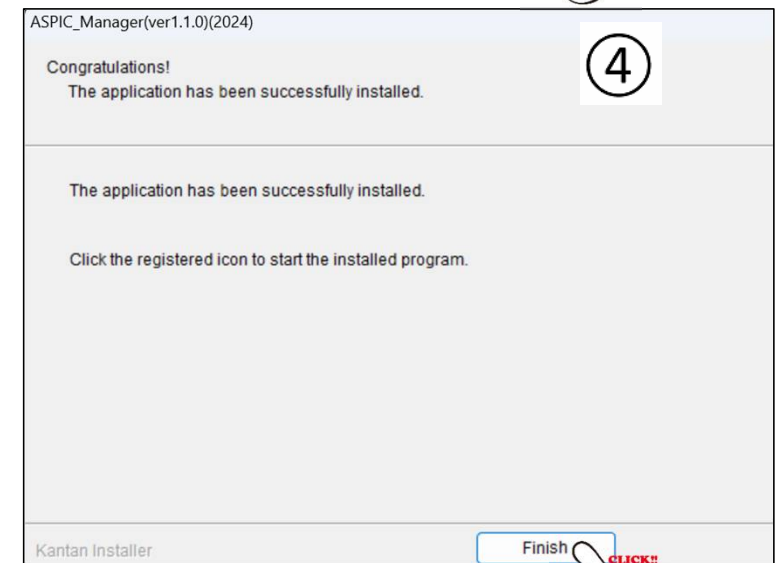 ASPIC_Manager(ver1.1.0)(2024)
④
Congratulations!
The application has been successfully installed.
The application has been successfully installed.
Click the registered icon to start the installed program.
Kantan Installer
Finish
CLICK!!